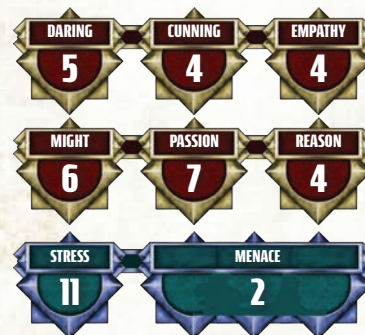 DARING CUNNING EMPATHY
5 4 4
MIGHT PASSION REASON
6 7 4
STRESS MENACE
11 2